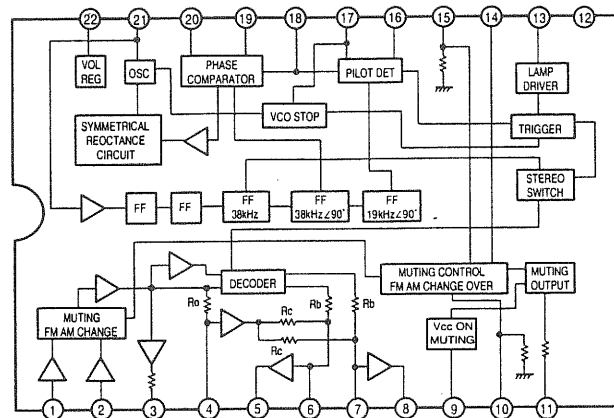 22 21 20 19 18 17 16 15 14 13 12
VOL
REG
OSC
PHASE
COMPARATOR
PILOT DET
LAMP
DRIVER
VCO STOP
TRIGGER
SYMMETRICAL
REOCTANCE
CIRCUIT
STEREO
SWITCH
FF
FF
FF
38kHz
FF
38kHz∠90°
FF
19kHz∠90°
DECODER
MUTING CONTROL
FM AM CHANGE OVER
MUTING
OUTPUT
Ra
Rb
Rb
Rc
Rc
MUTING
FM AM CHANGE
Vcc ON
MUTING
1 2 3 4 5 6 7 8 9 10 11